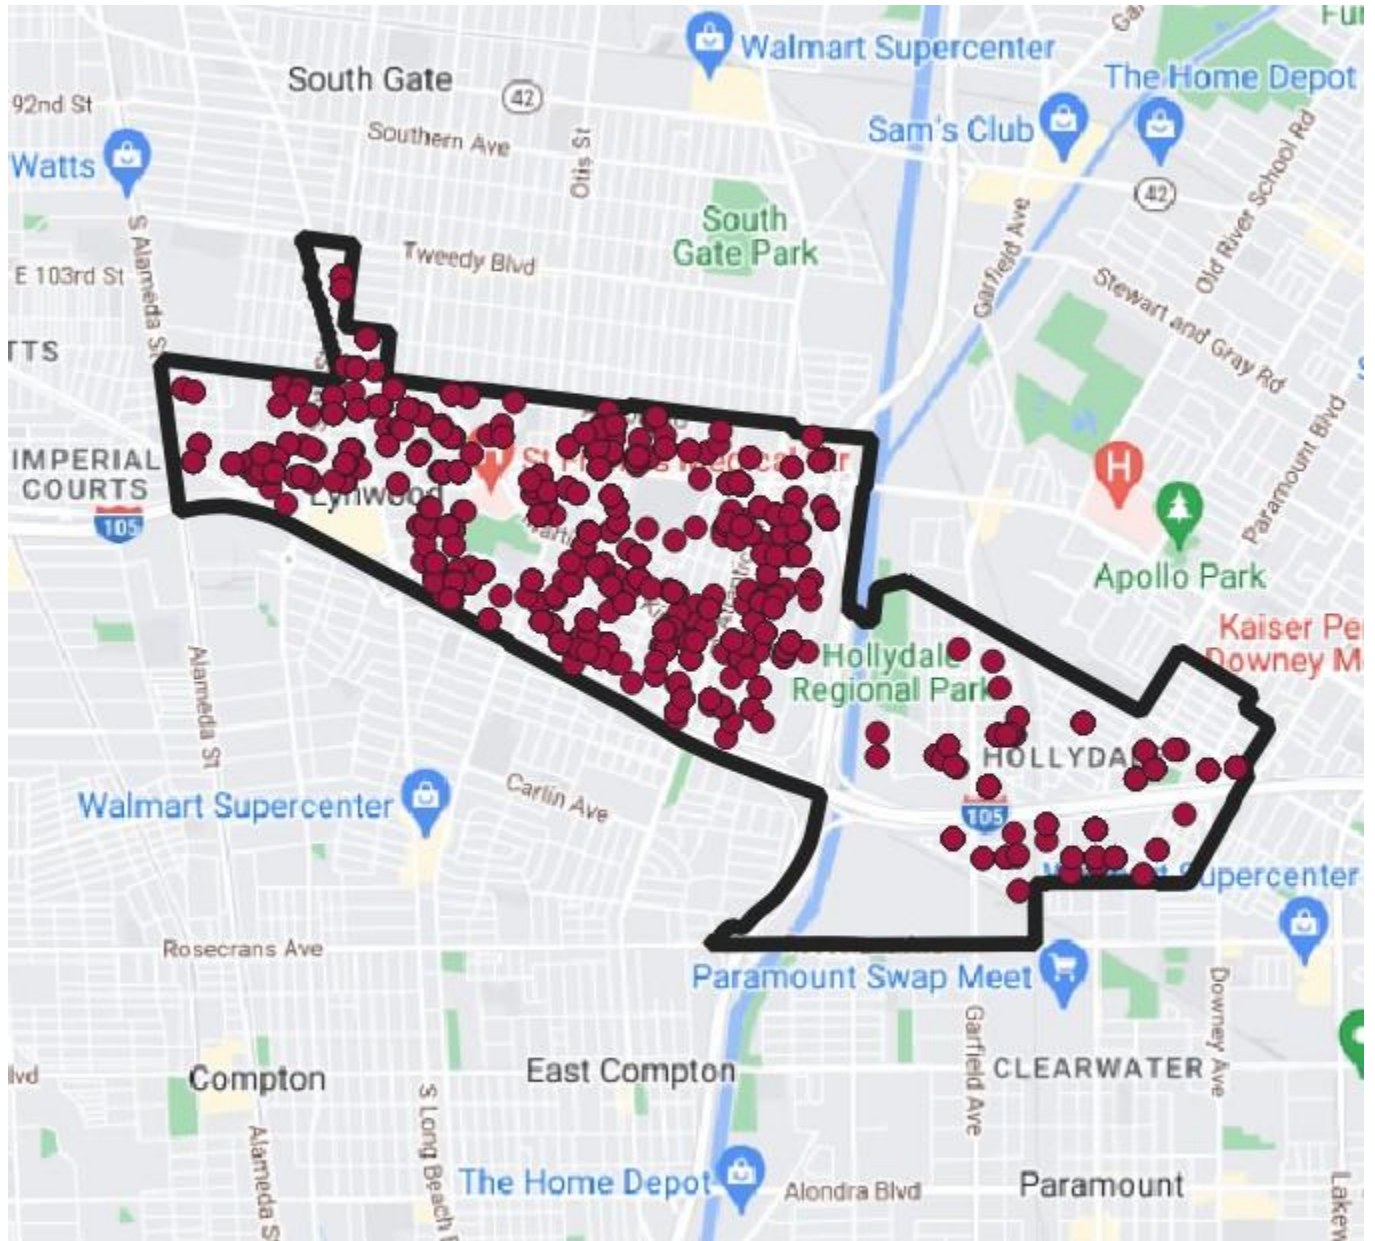 Walmart Supercenter
South Gate
42
92nd St
Southern Ave
Otis St
The Home Depot
Sam's Club
42
Watts
S Alameda St
South
Gate Park
Garfield Ave
Old River School Rd
Tweedy Blvd
E 103rd St
Stewart and Gray Rd
Paramount Blvd
IMPERIAL
COURTS
105
Lynwood
H
Apollo Park
Kaiser Per
Downey M
Hollydale
Regional Park
Alameda St
HOLLYDA
105
Walmart Supercenter
Carlin Ave
Supercenter
Rosecrans Ave
Paramount Swap Meet
Garfield Ave
Downey Ave
lvd
Compton
East Compton
CLEARWATER
S Long Beach
Alameda S
The Home Depot
Alondra Blvd
Paramount
Lakew